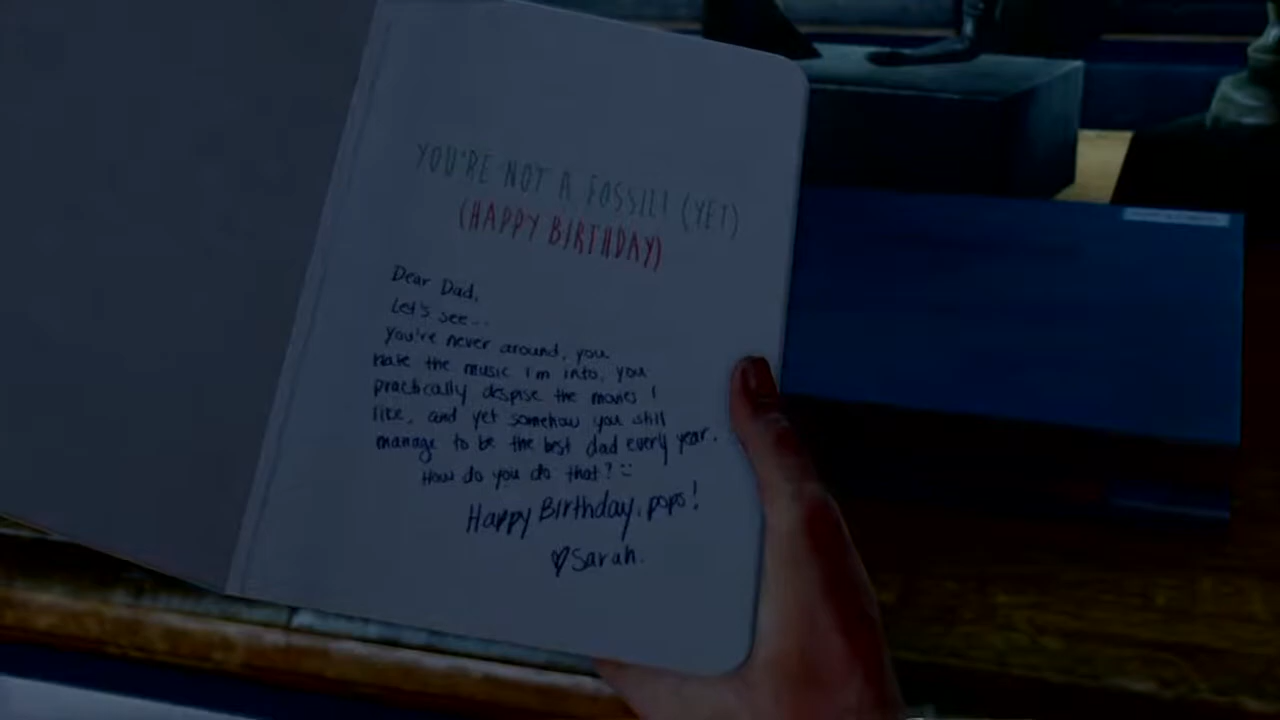 YOU'RE NOT A FOSSIL! (YET)
(HAPPY BIRTHDAY)
Dear Dad,
Let's see...
You're never around, you
hate the music I'm into, you
practically despise the movies I
like, and yet somehow you still
manage to be the best dad every year.
How do you do that? :)
Happy Birthday, pops!
♡Sarah.